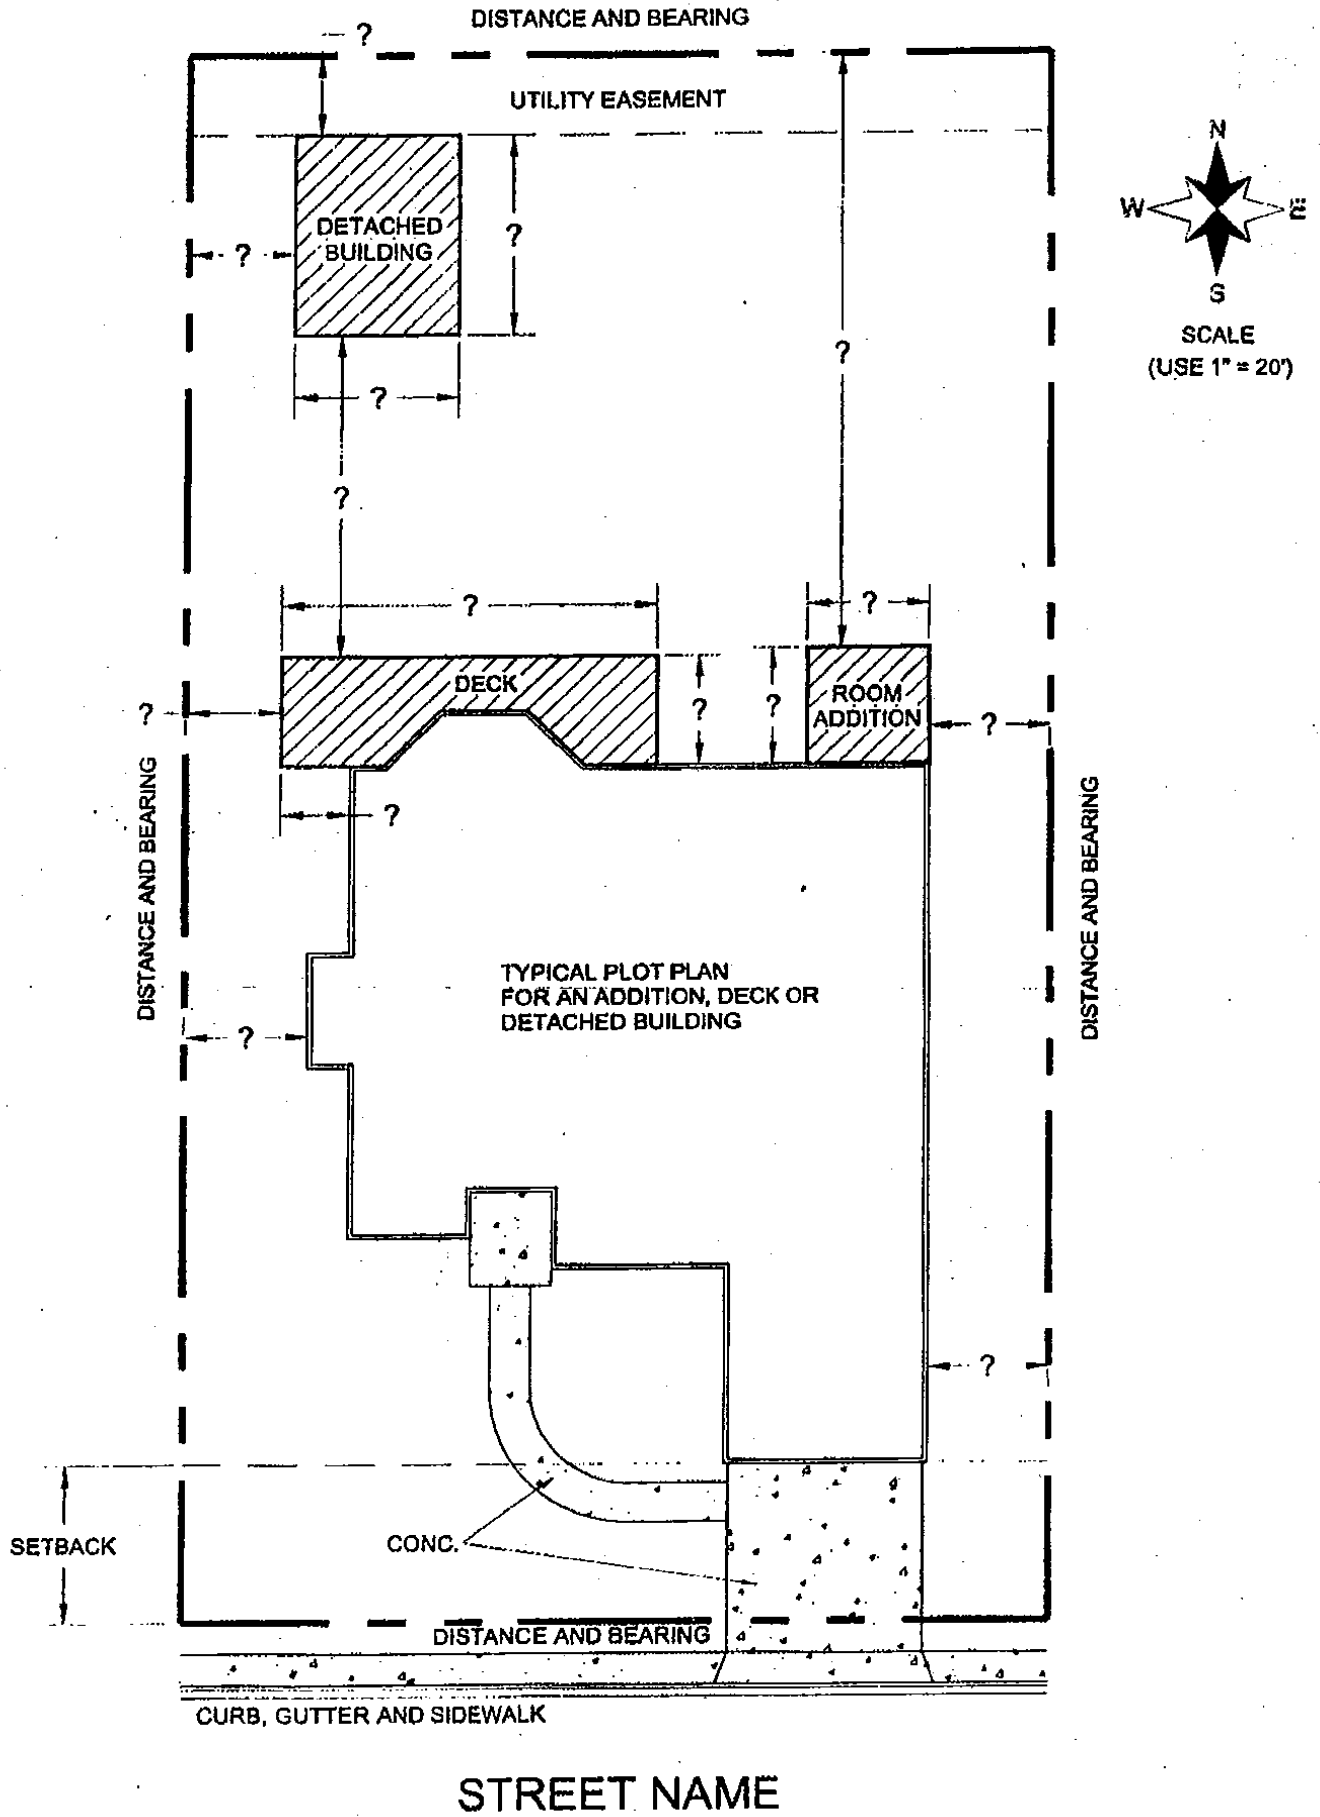 DISTANCE AND BEARING
?
UTILITY EASEMENT
N
W
E
S
SCALE
(USE 1" = 20')
DETACHED
BUILDING
?
?
?
?
?
?
?
DECK
?
?
ROOM
ADDITION
?
?
?
DISTANCE AND BEARING
DISTANCE AND BEARING
TYPICAL PLOT PLAN
FOR AN ADDITION, DECK OR
DETACHED BUILDING
?
?
SETBACK
CONC.
DISTANCE AND BEARING
CURB, GUTTER AND SIDEWALK
STREET NAME